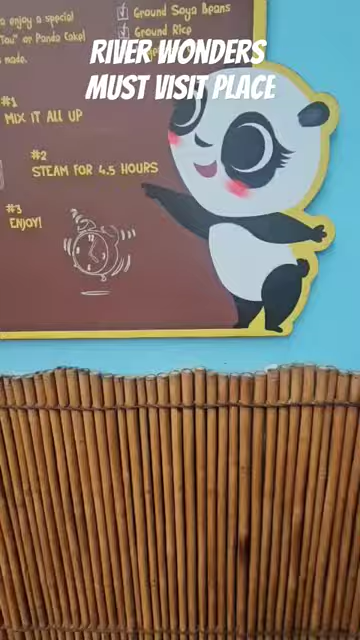 a enjoy a special
Tou" or Panda Cake!
made.
Ground Soya Beans
Ground Rice
RIVER WONDERS
MUST VISIT PLACE
#1
MIX IT ALL UP
#2
STEAM FOR 4.5 HOURS
#3
ENJOY!
12